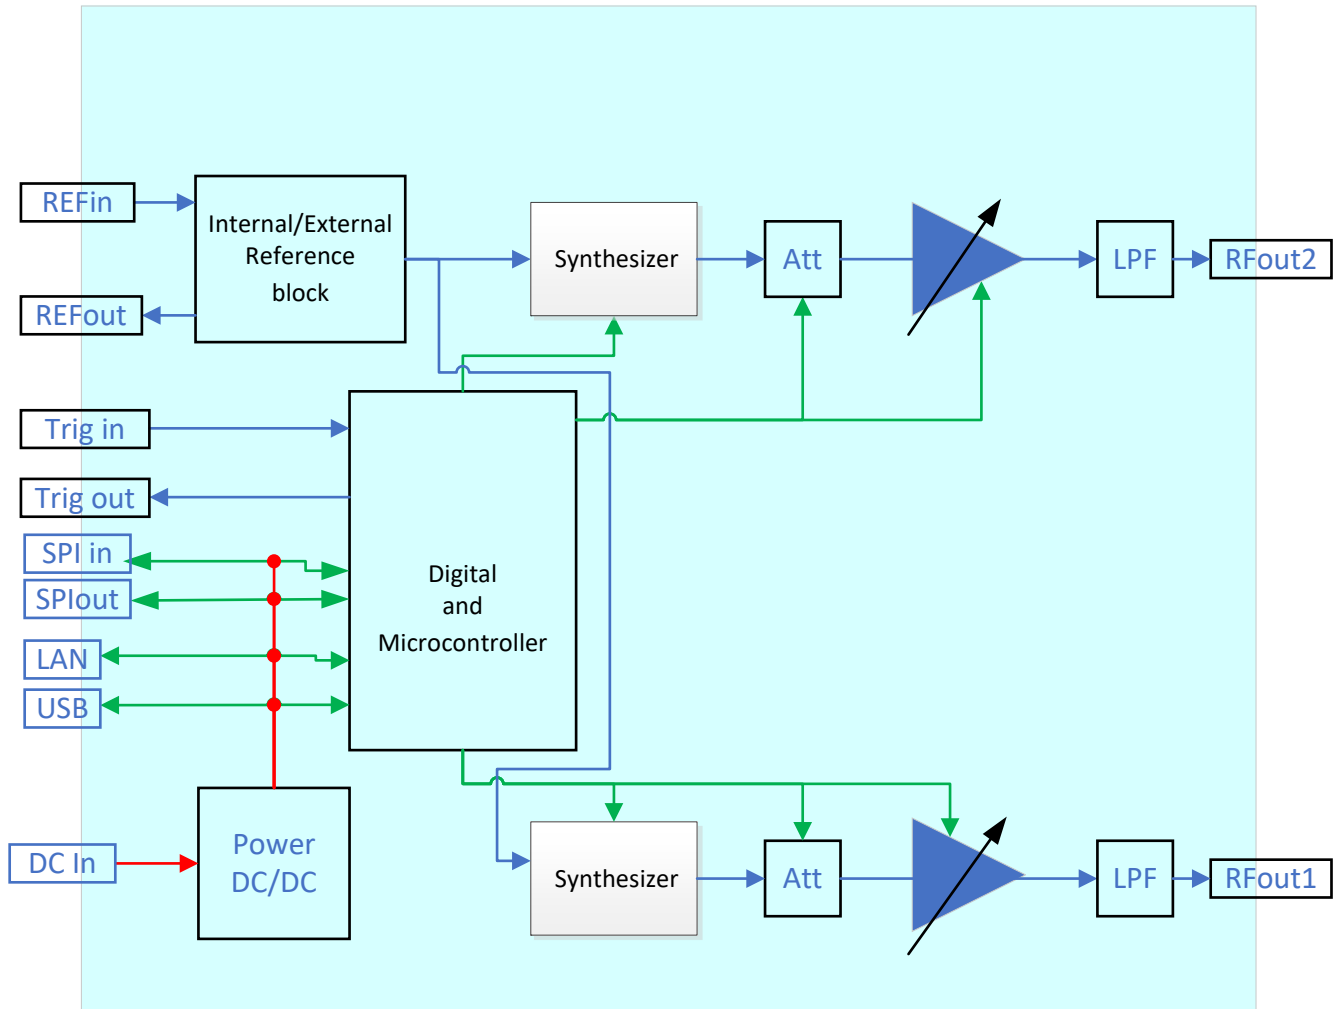 REFin
Internal/External
Reference
block
REFout
Synthesizer
Att
LPF
RFout2
Trig in
Trig out
SPI in
SPIout
LAN
USB
Digital
and
Microcontroller
DC In
Power
DC/DC
Synthesizer
Att
LPF
RFout1